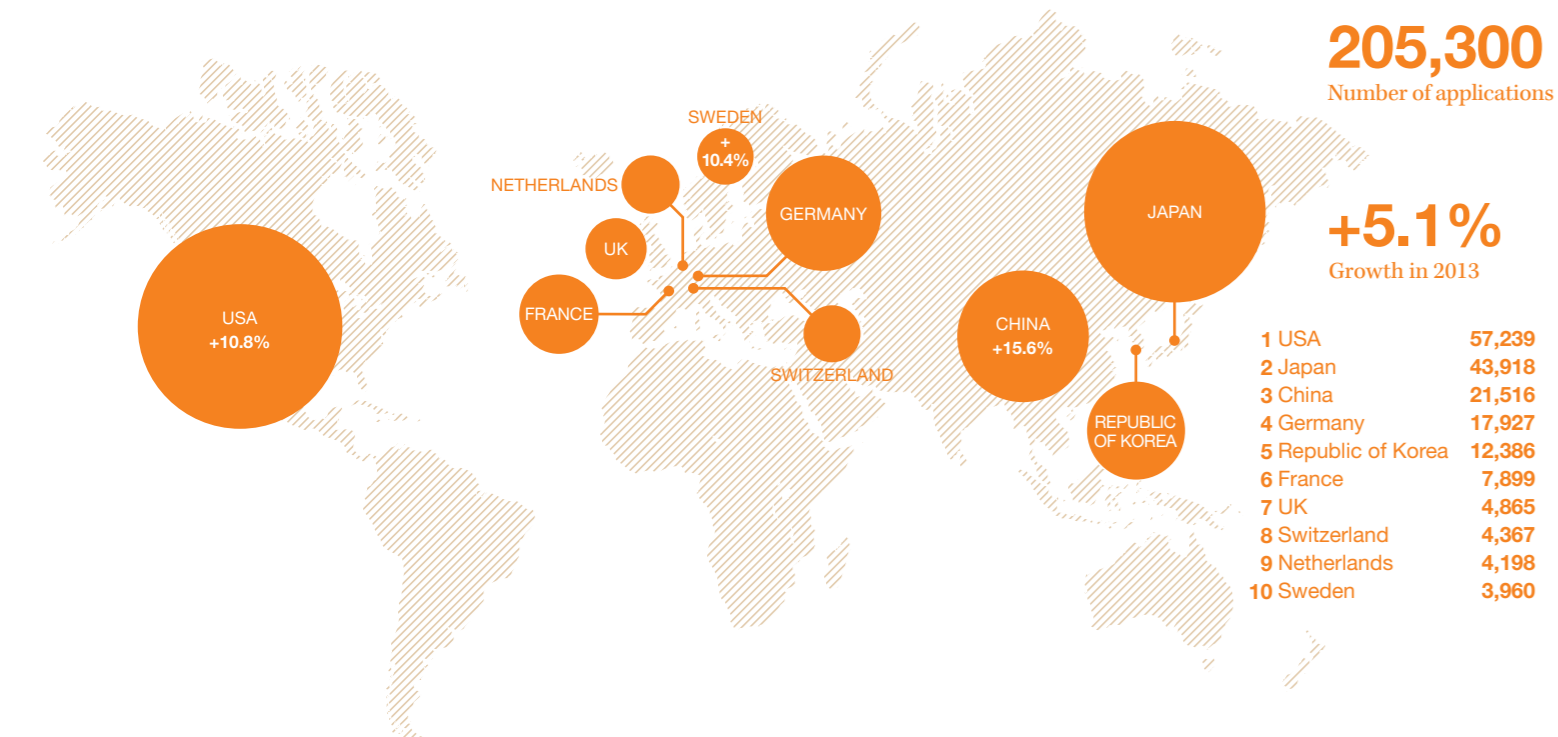 205,300
Number of applications
SWEDEN
+
10.4%
NETHERLANDS
GERMANY
JAPAN
UK
+5.1%
Growth in 2013
FRANCE
USA
+10.8%
CHINA
+15.6%
SWITZERLAND
REPUBLIC
OF KOREA
1 USA 57,239
2 Japan 43,918
3 China 21,516
4 Germany 17,927
5 Republic of Korea 12,386
6 France 7,899
7 UK 4,865
8 Switzerland 4,367
9 Netherlands 4,198
10 Sweden 3,960